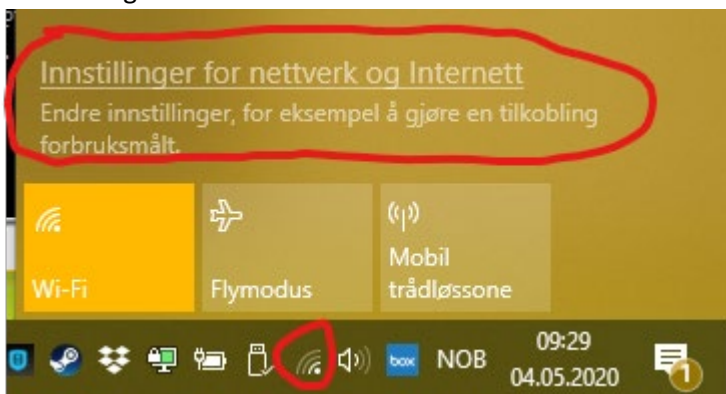 Innstillinger for nettverk og Internett
Endre innstillinger, for eksempel å gjøre en tilkobling
forbruksmålt.
Wi-Fi
Flymodus
Mobil
trådløssone
box
NOB
09:29
04.05.2020
1